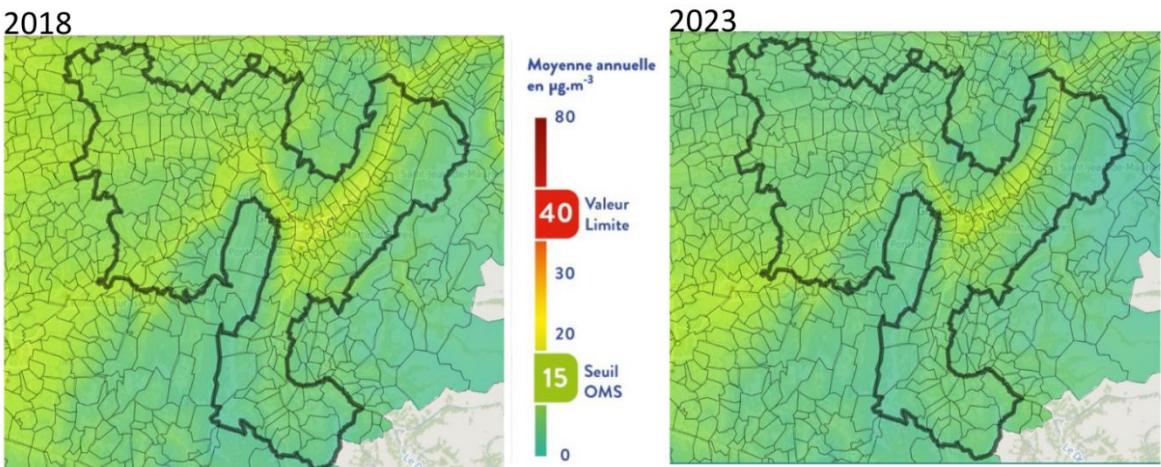 2018
2023
Moyenne annuelle
en µg.m⁻³
80
40 Valeur
Limite
30
20
15 Seuil
OMS
0